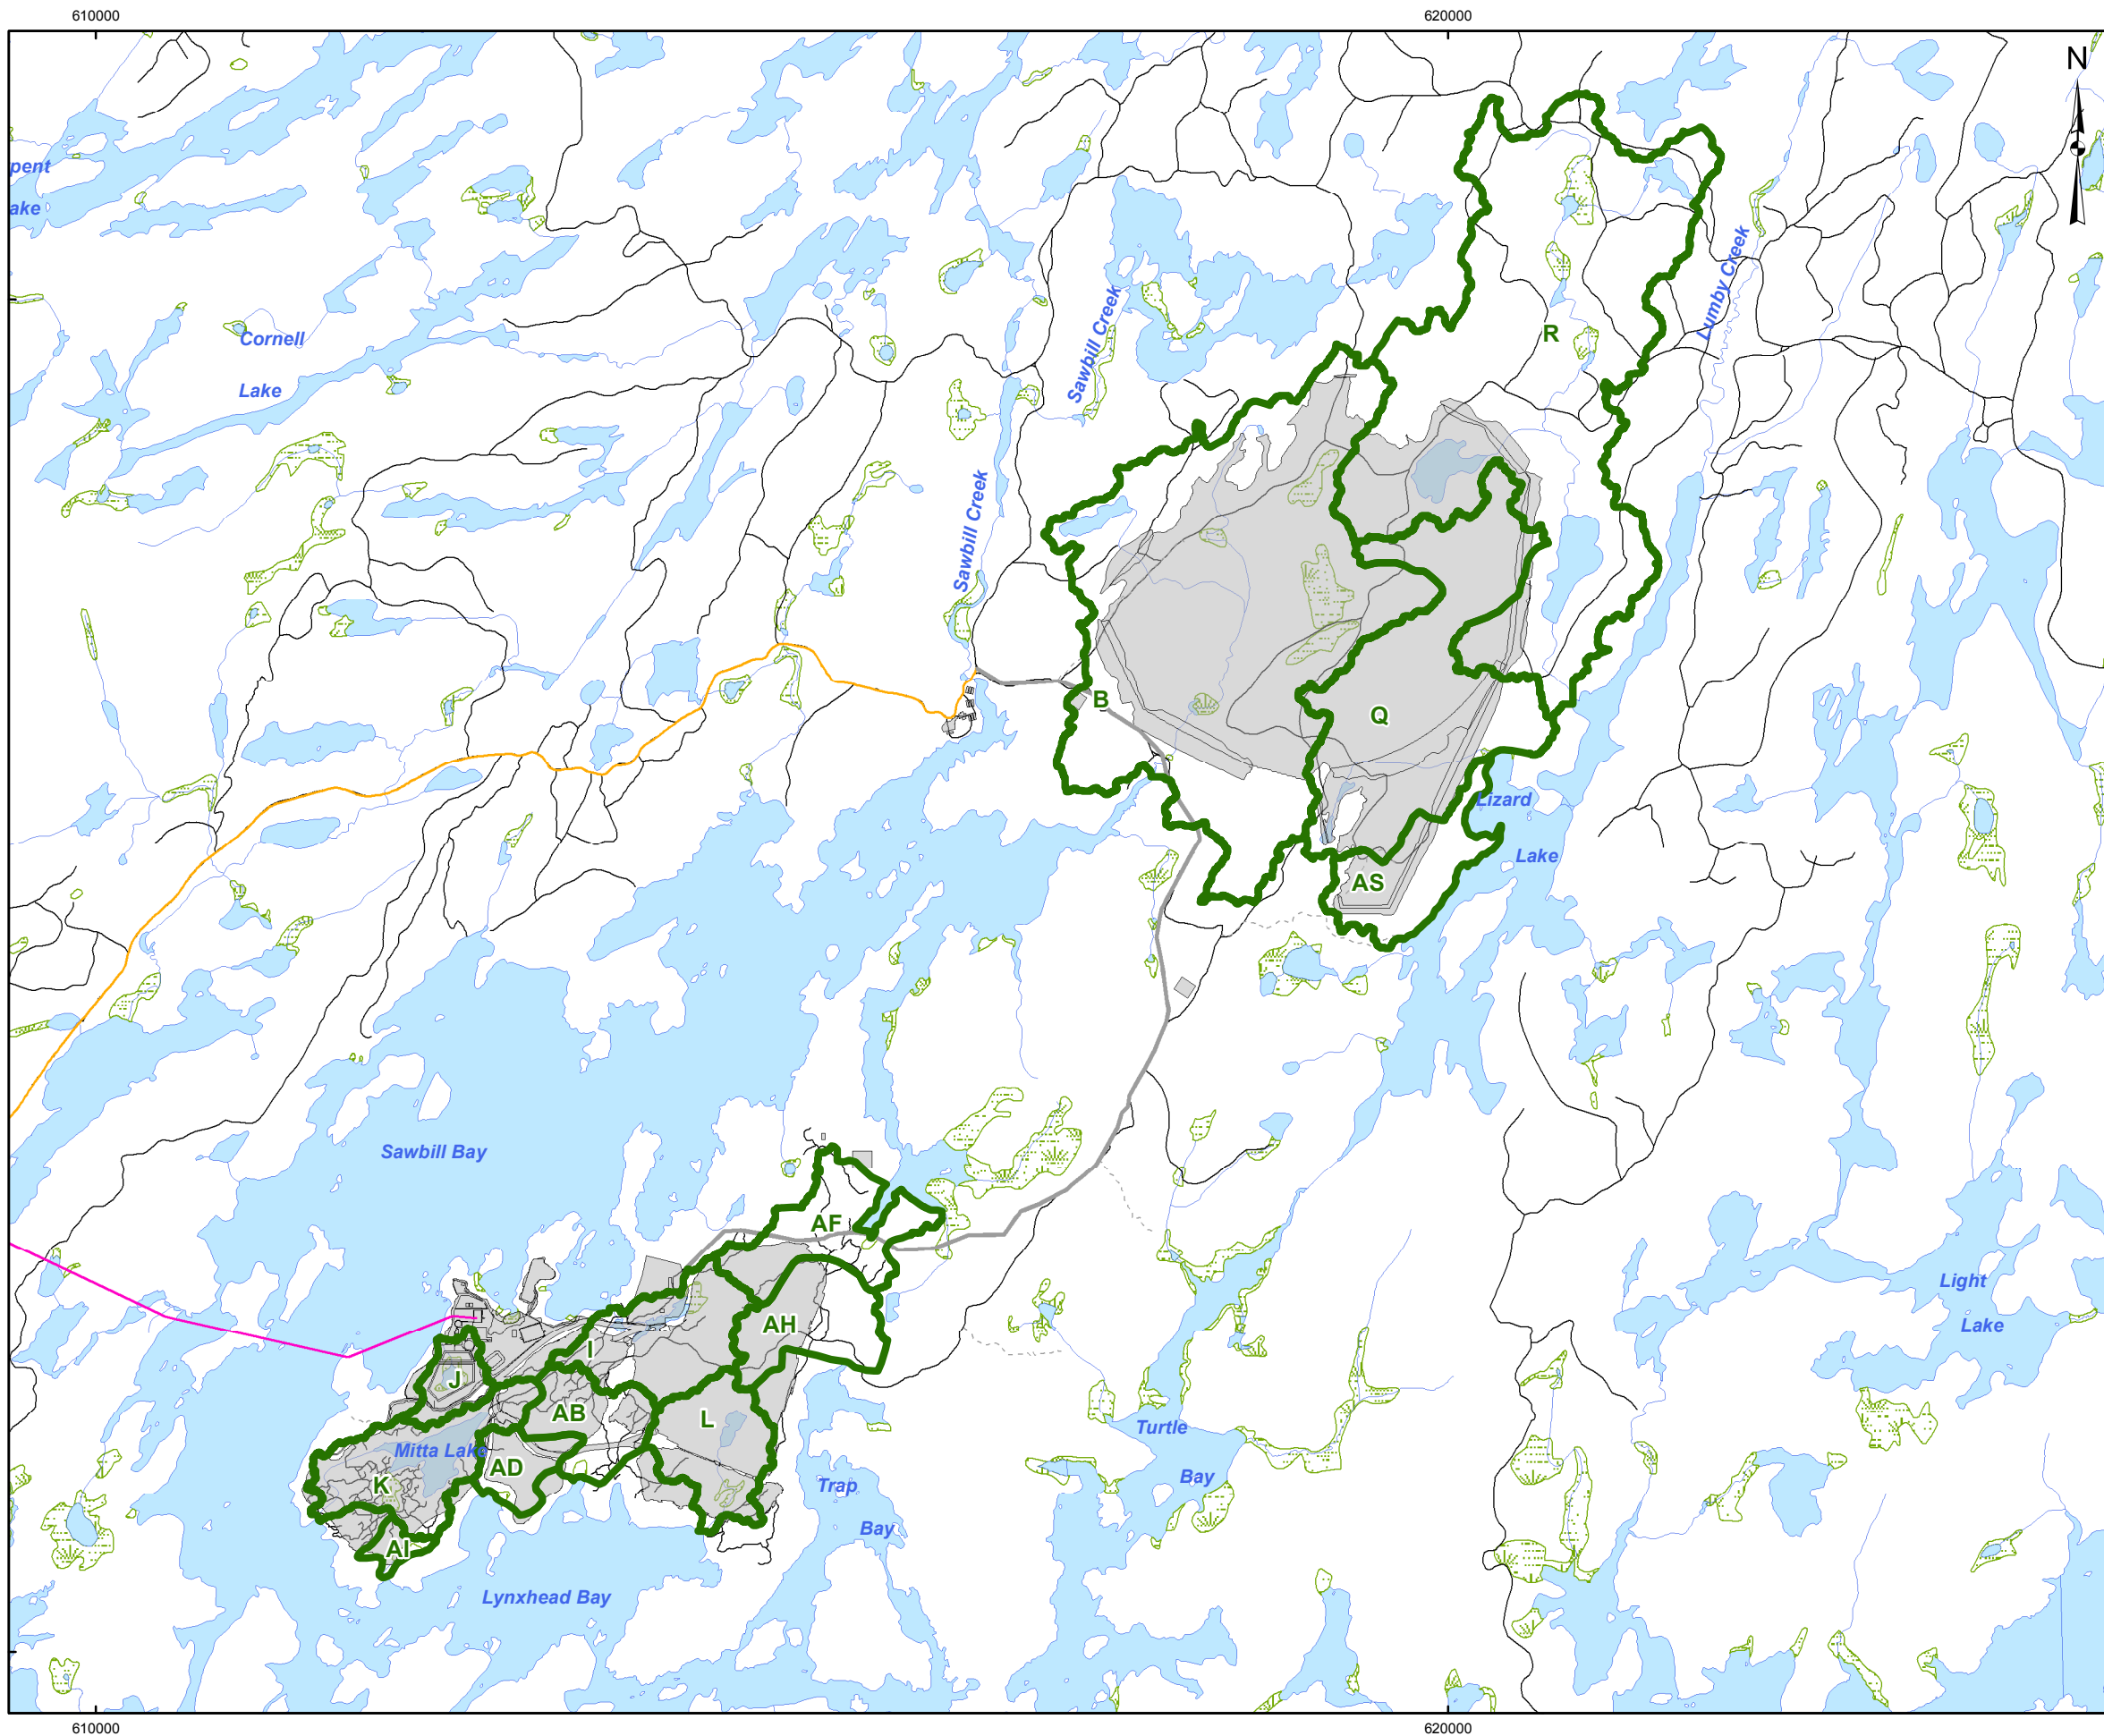 610000
620000
N
pent
ake
Lumby Creek
Sawbill Creek
Cornell
Lake
R
Sawbill Creek
B
Q
Lizard
Lake
AS
Sawbill Bay
AF
Light
Lake
AH
I
J
AB
L
Turtle
Mitta Lake
AD
Bay
K
Trap
Bay
AI
Lynxhead Bay
610000
620000